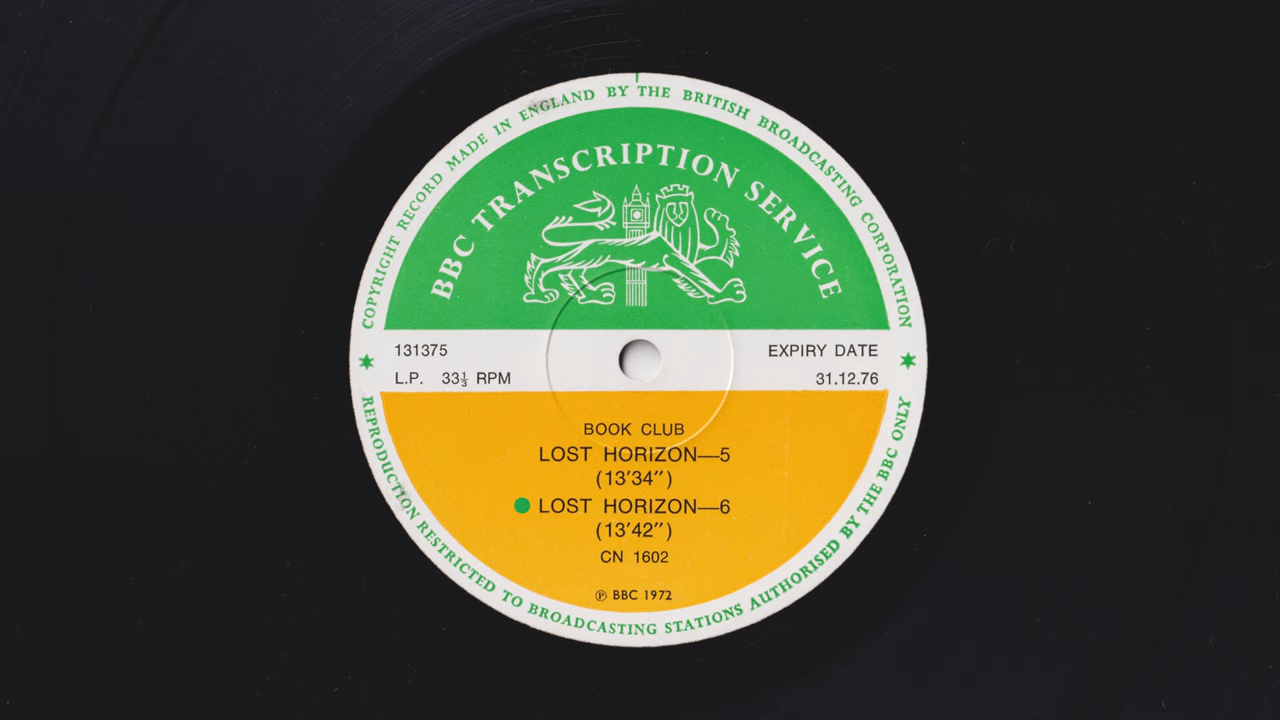 COPYRIGHT RECORD MADE IN ENGLAND BY THE BRITISH BROADCASTING CORPORATION
BBC TRANSCRIPTION SERVICE
131375
EXPIRY DATE
L.P. 33⅓ RPM
31.12.76
BOOK CLUB
LOST HORIZON—5
(13′34″)
LOST HORIZON—6
(13′42″)
CN 1602
Ⓟ BBC 1972
REPRODUCTION RESTRICTED TO BROADCASTING STATIONS AUTHORISED BY THE BBC ONLY